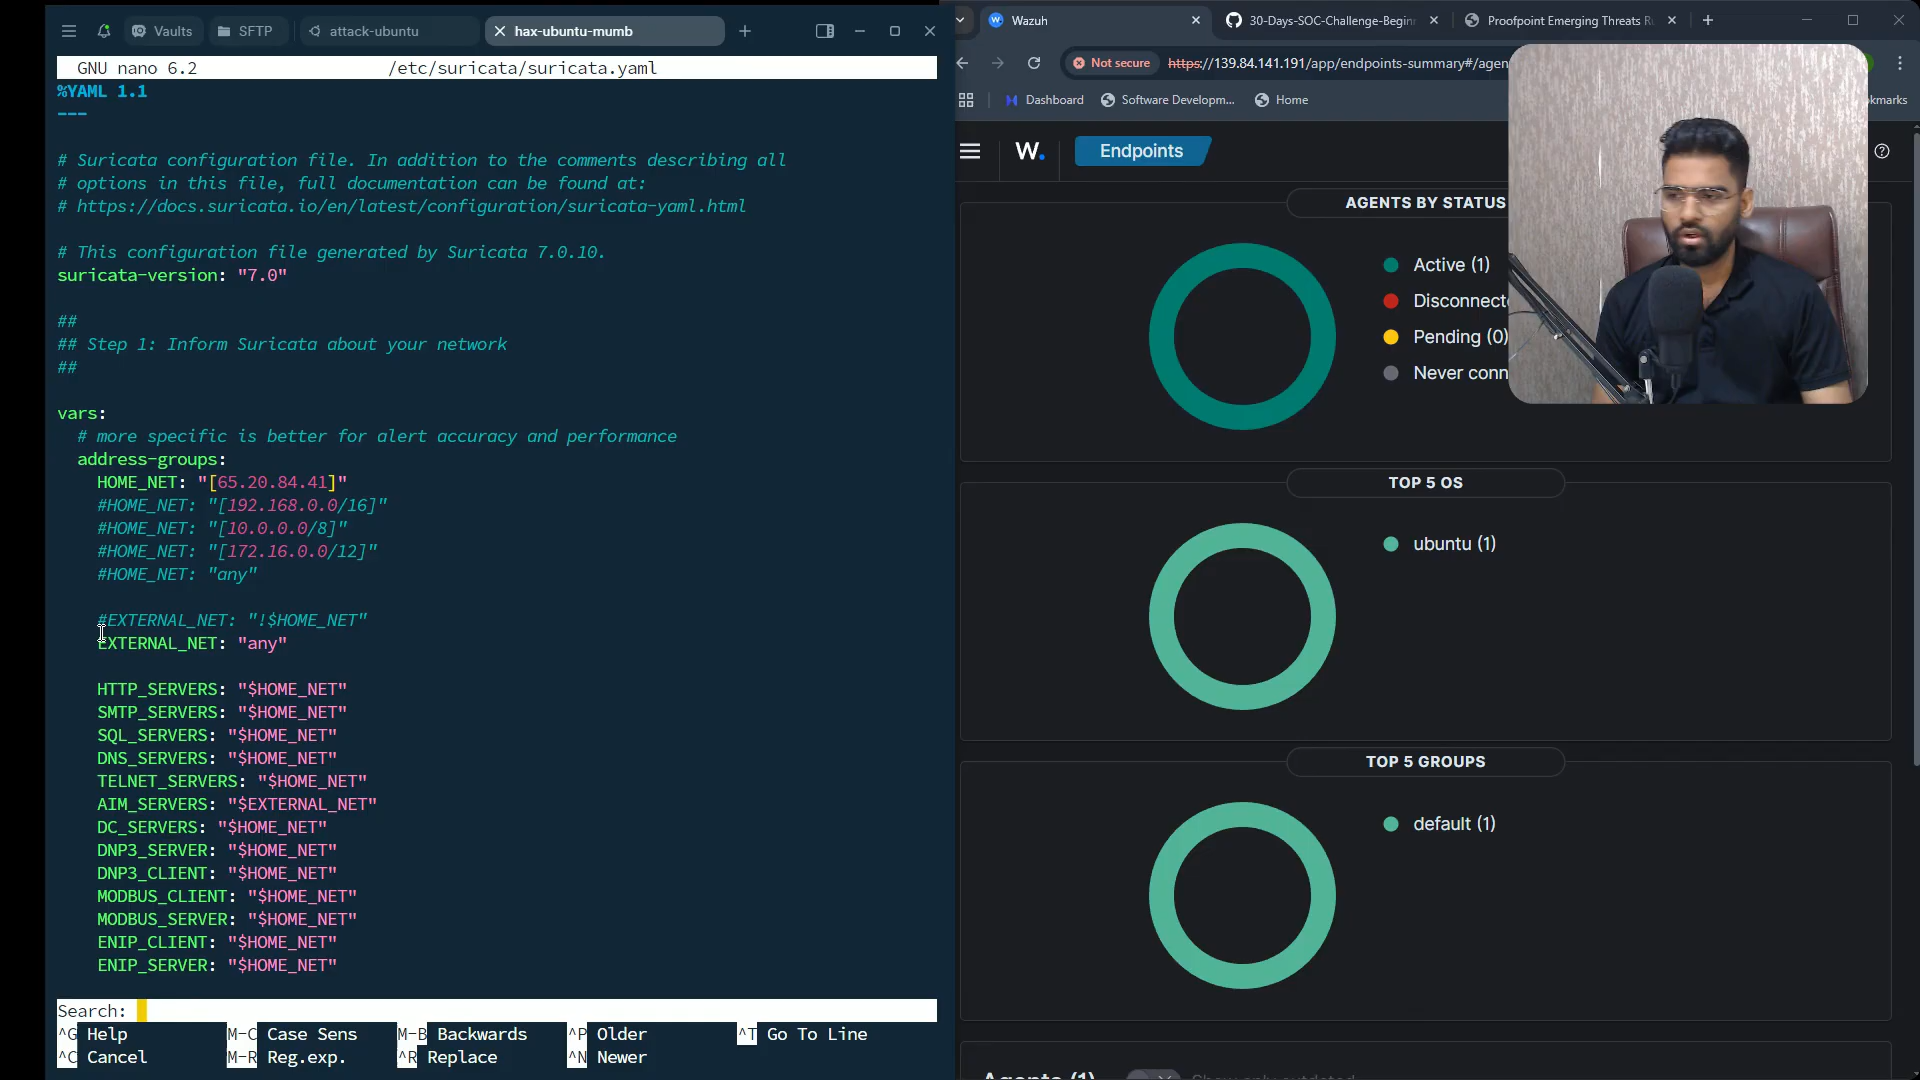 Vaults
SFTP
attack-ubuntu
hax-ubuntu-mumb
GNU nano 6.2 /etc/suricata/suricata.yaml
%YAML 1.1
---
# Suricata configuration file. In addition to the comments describing all
# options in this file, full documentation can be found at:
# https://docs.suricata.io/en/latest/configuration/suricata-yaml.html
# This configuration file generated by Suricata 7.0.10.
suricata-version: "7.0"
##
## Step 1: Inform Suricata about your network
##
vars:
# more specific is better for alert accuracy and performance
address-groups:
HOME_NET: "[65.20.84.41]"
#HOME_NET: "[192.168.0.0/16]"
#HOME_NET: "[10.0.0.0/8]"
#HOME_NET: "[172.16.0.0/12]"
#HOME_NET: "any"
#EXTERNAL_NET: "!$HOME_NET"
EXTERNAL_NET: "any"
HTTP_SERVERS: "$HOME_NET"
SMTP_SERVERS: "$HOME_NET"
SQL_SERVERS: "$HOME_NET"
DNS_SERVERS: "$HOME_NET"
TELNET_SERVERS: "$HOME_NET"
AIM_SERVERS: "$EXTERNAL_NET"
DC_SERVERS: "$HOME_NET"
DNP3_SERVER: "$HOME_NET"
DNP3_CLIENT: "$HOME_NET"
MODBUS_CLIENT: "$HOME_NET"
MODBUS_SERVER: "$HOME_NET"
ENIP_CLIENT: "$HOME_NET"
ENIP_SERVER: "$HOME_NET"
Search:
^G Help M-C Case Sens M-B Backwards ^P Older ^T Go To Line
^C Cancel M-R Reg.exp. ^R Replace ^N Newer
Wazuh
30-Days-SOC-Challenge-Begin
Proofpoint Emerging Threats Ru
Not secure https://139.84.141.191/app/endpoints-summary#/agen
Dashboard
Software Developm...
Home
kmarks
W.
Endpoints
AGENTS BY STATUS
Active (1)
Disconnect
Pending (0)
Never conn
TOP 5 OS
ubuntu (1)
TOP 5 GROUPS
default (1)
Agents (1)
Show only outdated